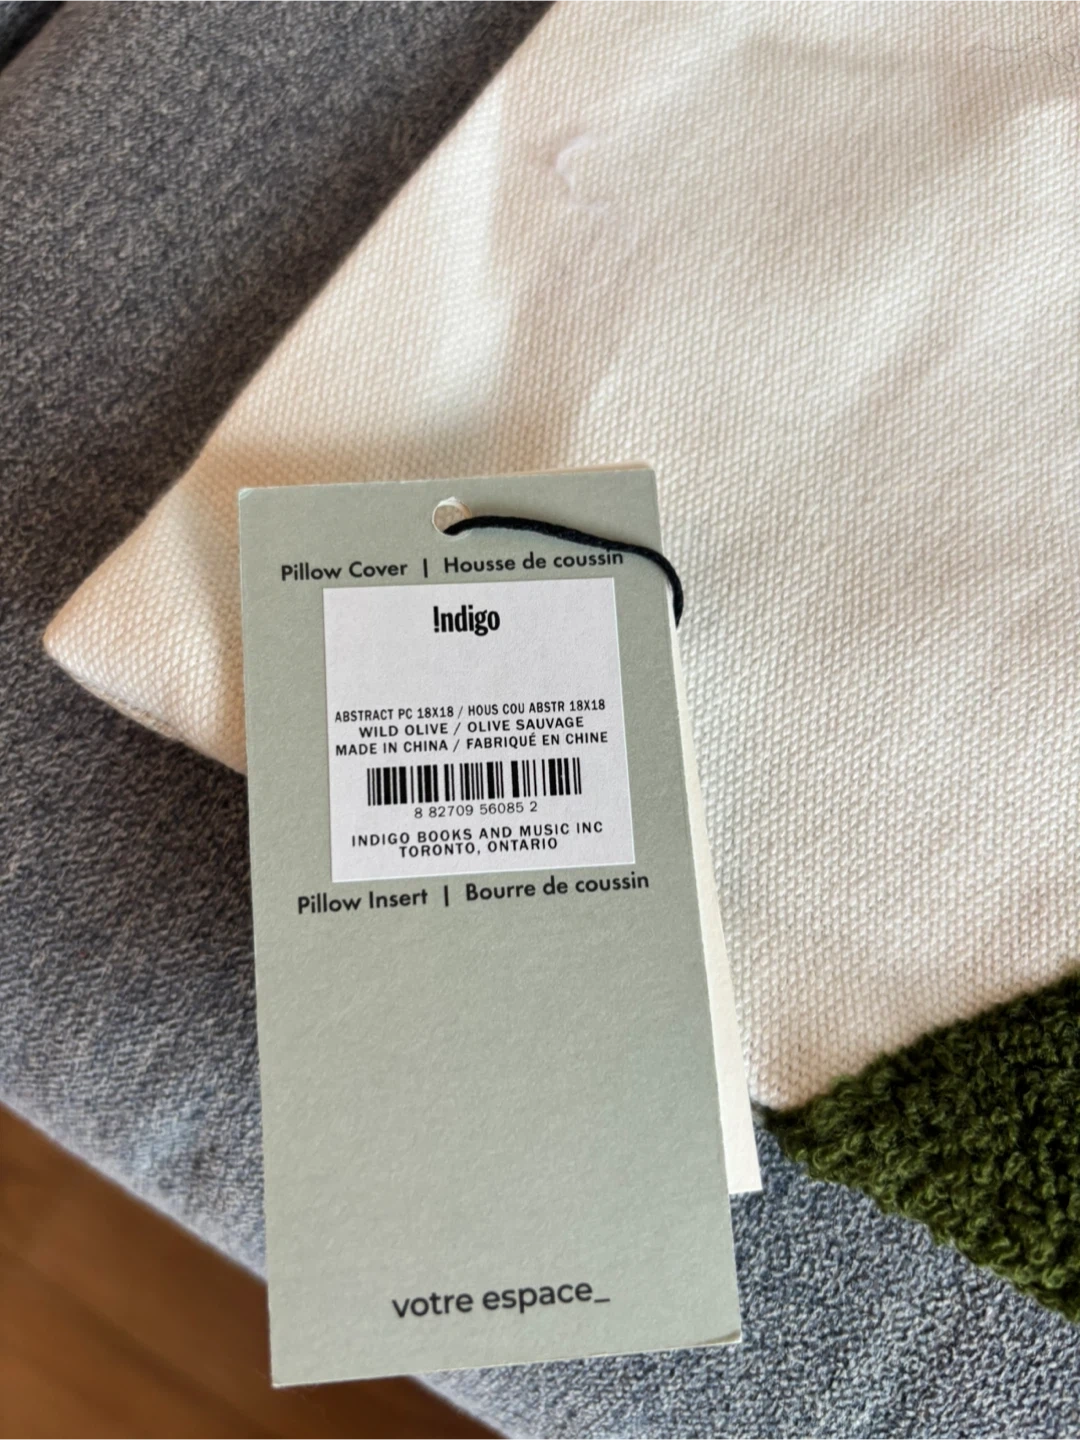 Pillow Cover | Housse de coussin
!ndigo
ABSTRACT PC 18X18 / HOUS COU ABSTR 18X18
WILD OLIVE / OLIVE SAUVAGE
MADE IN CHINA / FABRIQUÉ EN CHINE
8 82709 56085 2
INDIGO BOOKS AND MUSIC INC
TORONTO, ONTARIO
Pillow Insert | Bourre de coussin
votre espace_